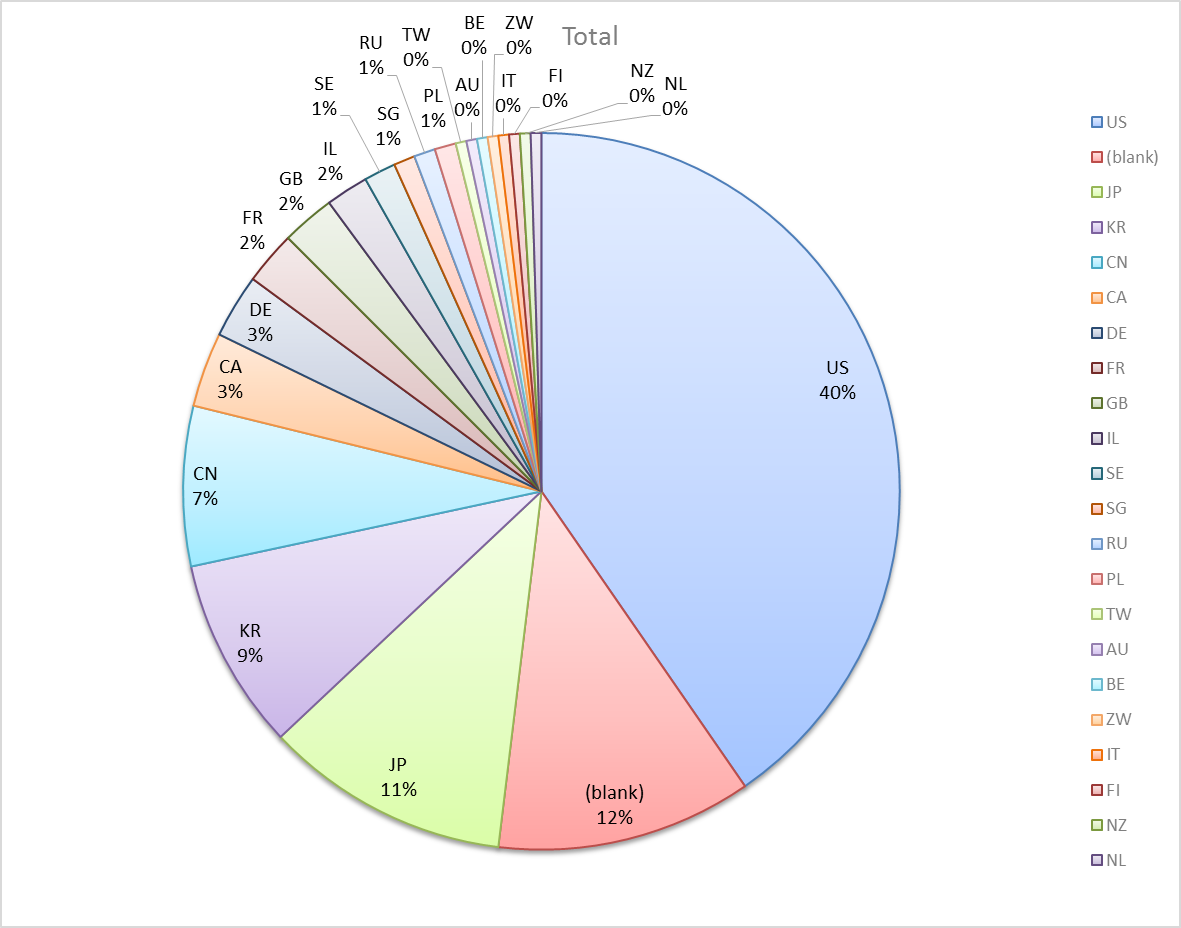 Total
US
40%
(blank)
12%
JP
11%
KR
9%
CN
7%
CA
3%
DE
3%
FR
2%
GB
2%
IL
2%
SE
1%
SG
1%
RU
1%
PL
1%
TW
0%
AU
0%
BE
0%
ZW
0%
IT
0%
FI
0%
NZ
0%
NL
0%
US
(blank)
JP
KR
CN
CA
DE
FR
GB
IL
SE
SG
RU
PL
TW
AU
BE
ZW
IT
FI
NZ
NL